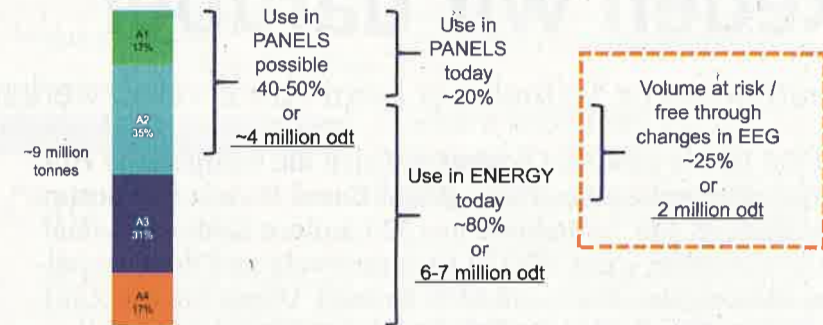 ~9 million
tonnes
A1
17%
A2
35%
A3
31%
A4
17%
Use in
PANELS
possible
40-50%
or
~4 million odt
Use in
PANELS
today
~20%
Use in ENERGY
today
~80%
or
6-7 million odt
Volume at risk /
free through
changes in EEG
~25%
or
2 million odt